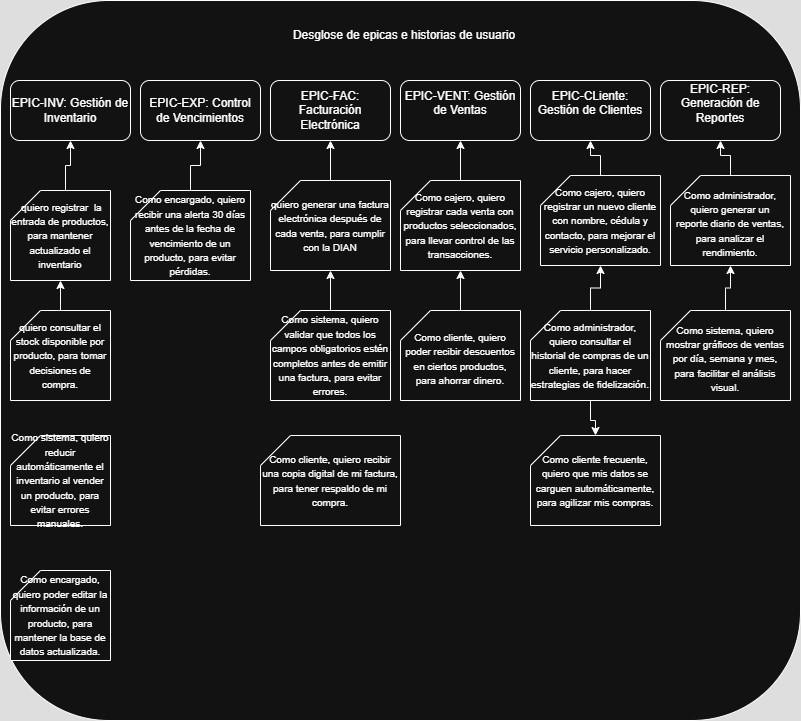 Desglose de epicas e historias de usuario
EPIC-INV: Gestión de
Inventario
EPIC-EXP: Control
de Vencimientos
EPIC-FAC:
Facturación
Electrónica
EPIC-VENT: Gestión
de Ventas
EPIC-CLiente:
Gestión de Clientes
EPIC-REP:
Generación de
Reportes
quiero registrar la
entrada de productos,
para mantener
actualizado el
inventario
Como encargado, quiero
recibir una alerta 30 días
antes de la fecha de
vencimiento de un
producto, para evitar
pérdidas.
quiero generar una factura
electrónica después de
cada venta, para cumplir
con la DIAN
Como cajero, quiero
registrar cada venta con
productos seleccionados,
para llevar control de las
transacciones.
Como cajero, quiero
registrar un nuevo cliente
con nombre, cédula y
contacto, para mejorar el
servicio personalizado.
Como administrador,
quiero generar un
reporte diario de ventas,
para analizar el
rendimiento.
quiero consultar el
stock disponible por
producto, para tomar
decisiones de
compra.
Como sistema, quiero
validar que todos los
campos obligatorios estén
completos antes de emitir
una factura, para evitar
errores.
Como cliente, quiero
poder recibir descuentos
en ciertos productos,
para ahorrar dinero.
Como administrador,
quiero consultar el
historial de compras de un
cliente, para hacer
estrategias de fidelización.
Como sistema, quiero
mostrar gráficos de ventas
por día, semana y mes,
para facilitar el análisis
visual.
Como sistema, quiero
reducir
automáticamente el
inventario al vender
un producto, para
evitar errores
manuales.
Como cliente, quiero recibir
una copia digital de mi factura,
para tener respaldo de mi
compra.
Como cliente frecuente,
quiero que mis datos se
carguen automáticamente,
para agilizar mis compras.
Como encargado,
quiero poder editar la
información de un
producto, para
mantener la base de
datos actualizada.